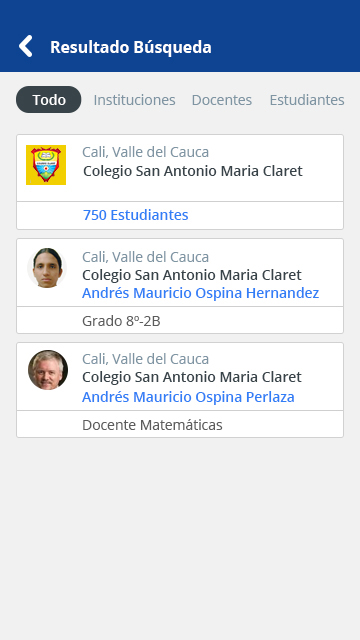 Resultado Búsqueda
Todo Instituciones Docentes Estudiantes
Cali, Valle del Cauca
Colegio San Antonio Maria Claret
750 Estudiantes
Cali, Valle del Cauca
Colegio San Antonio Maria Claret
Andrés Mauricio Ospina Hernandez
Grado 8º-2B
Cali, Valle del Cauca
Colegio San Antonio Maria Claret
Andrés Mauricio Ospina Perlaza
Docente Matemáticas